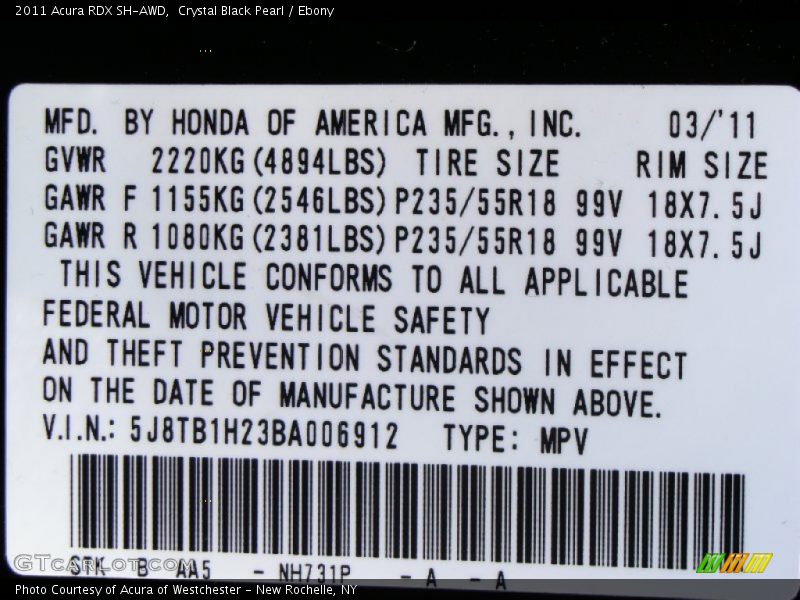 2011 Acura RDX SH-AWD,  Crystal Black Pearl / Ebony
MFD. BY HONDA OF AMERICA MFG., INC. 03/'11
GVWR 2220KG(4894LBS) TIRE SIZE RIM SIZE
GAWR F 1155KG(2546LBS) P235/55R18 99V 18X7.5J
GAWR R 1080KG(2381LBS) P235/55R18 99V 18X7.5J
THIS VEHICLE CONFORMS TO ALL APPLICABLE
FEDERAL MOTOR VEHICLE SAFETY
AND THEFT PREVENTION STANDARDS IN EFFECT
ON THE DATE OF MANUFACTURE SHOWN ABOVE.
V.I.N.: 5J8TB1H23BA006912 TYPE: MPV
GTCarLot.com
STK B AA5 - NH731P - A - A
Photo Courtesy of Acura of Westchester - New Rochelle, NY